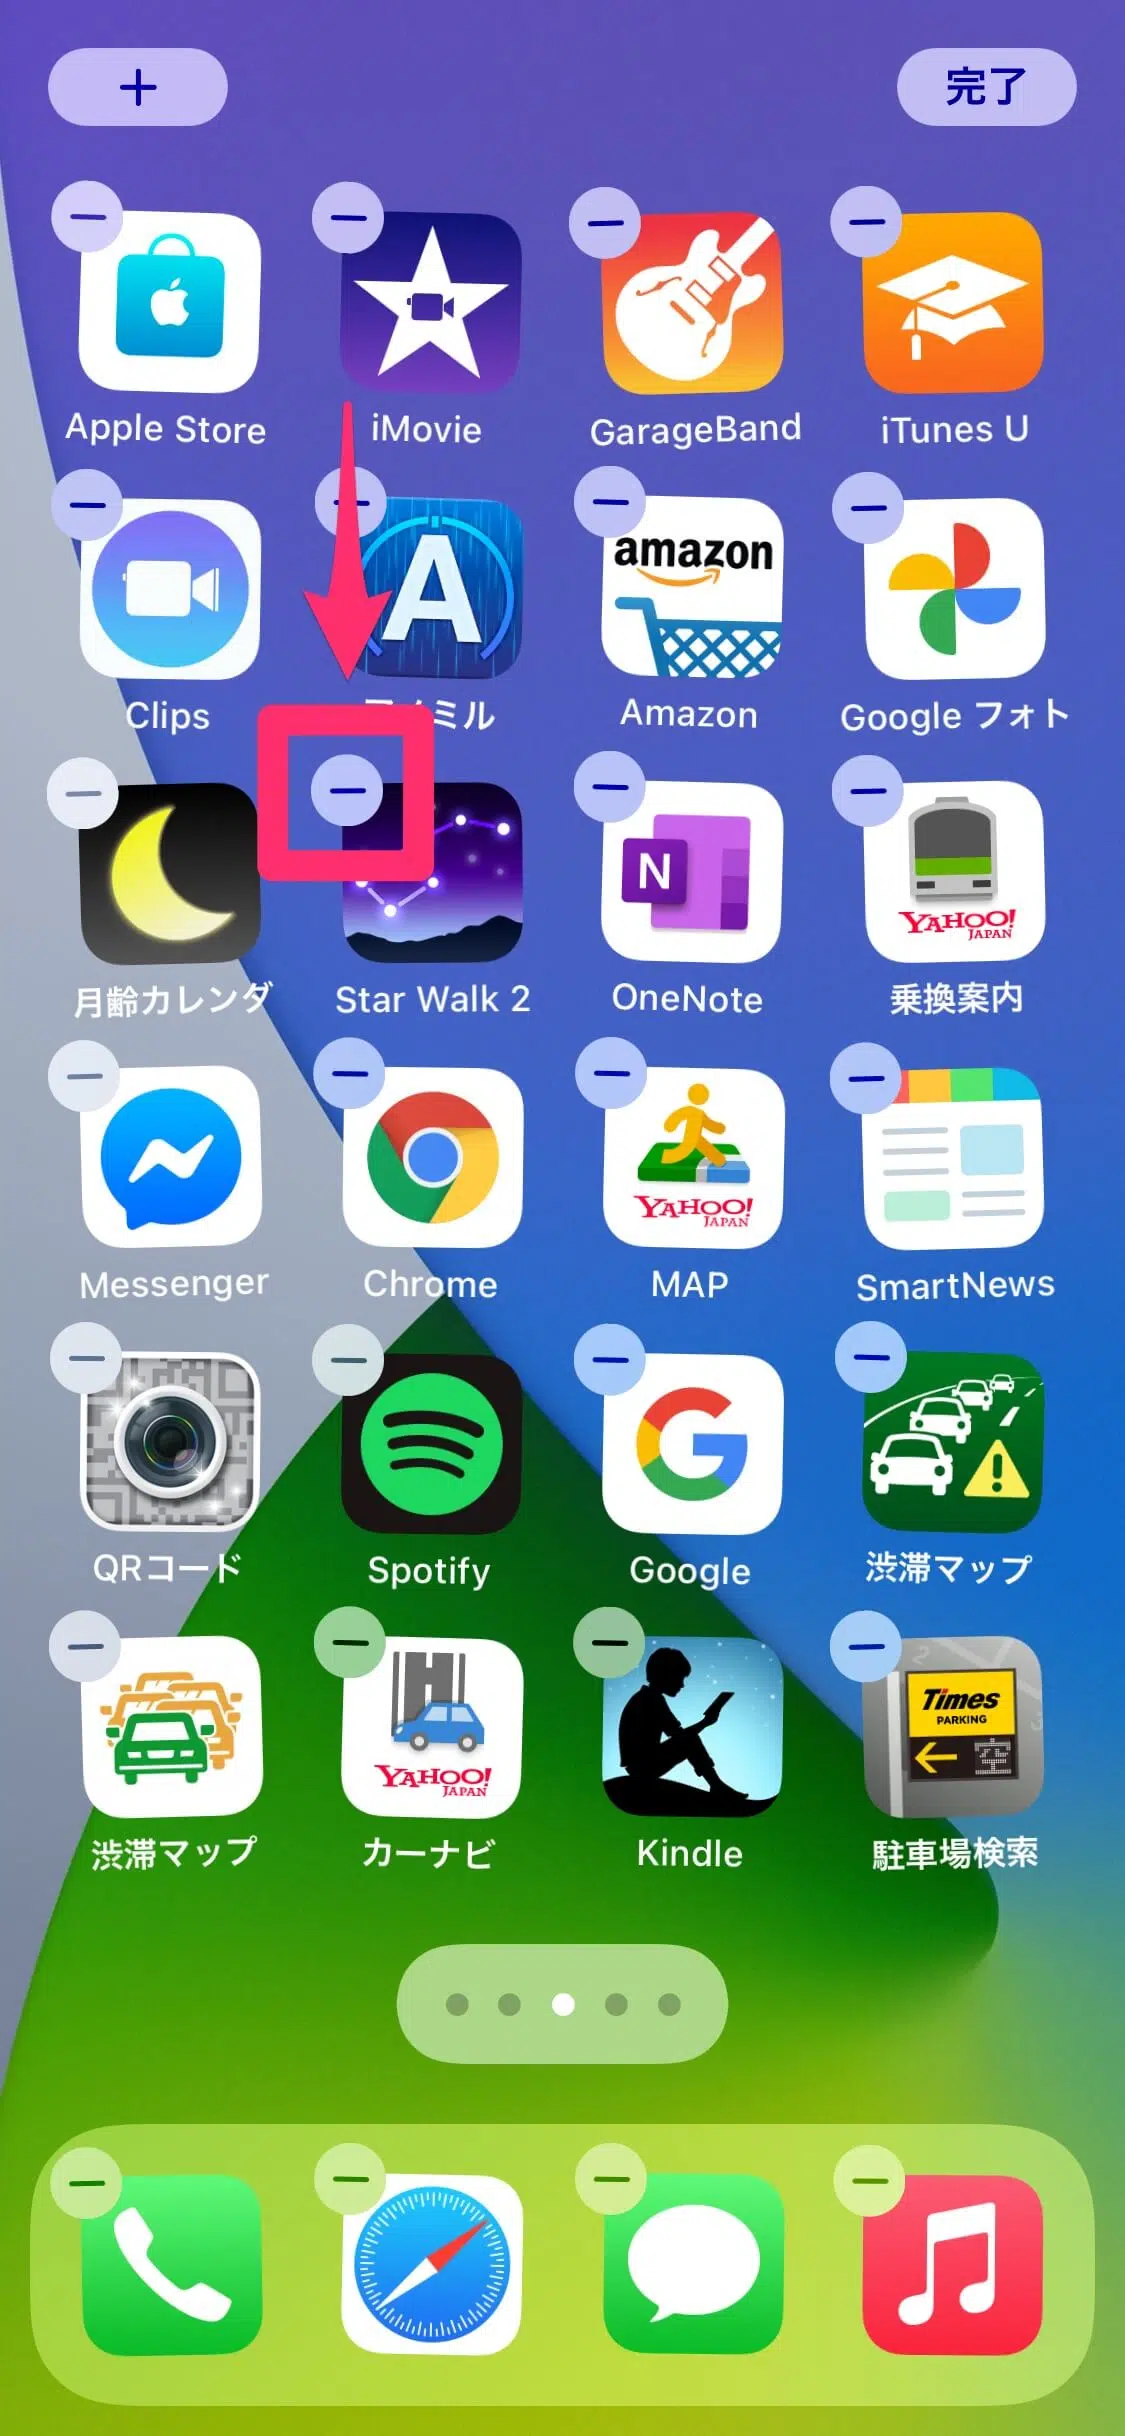 完了
Apple Store
iMovie
GarageBand
iTunes U
A
amazon
Clips
ミル
Amazon
Google フォト
N
YAHOO!
JAPAN
月齢カレンダ
Star Walk 2
OneNote
乗換案内
YAHOO!
JAPAN
Messenger
Chrome
MAP
SmartNews
QRコード
Spotify
Google
渋滞マップ
YAHOO!
JAPAN
Times
PARKING
空
渋滞マップ
カーナビ
Kindle
駐車場検索